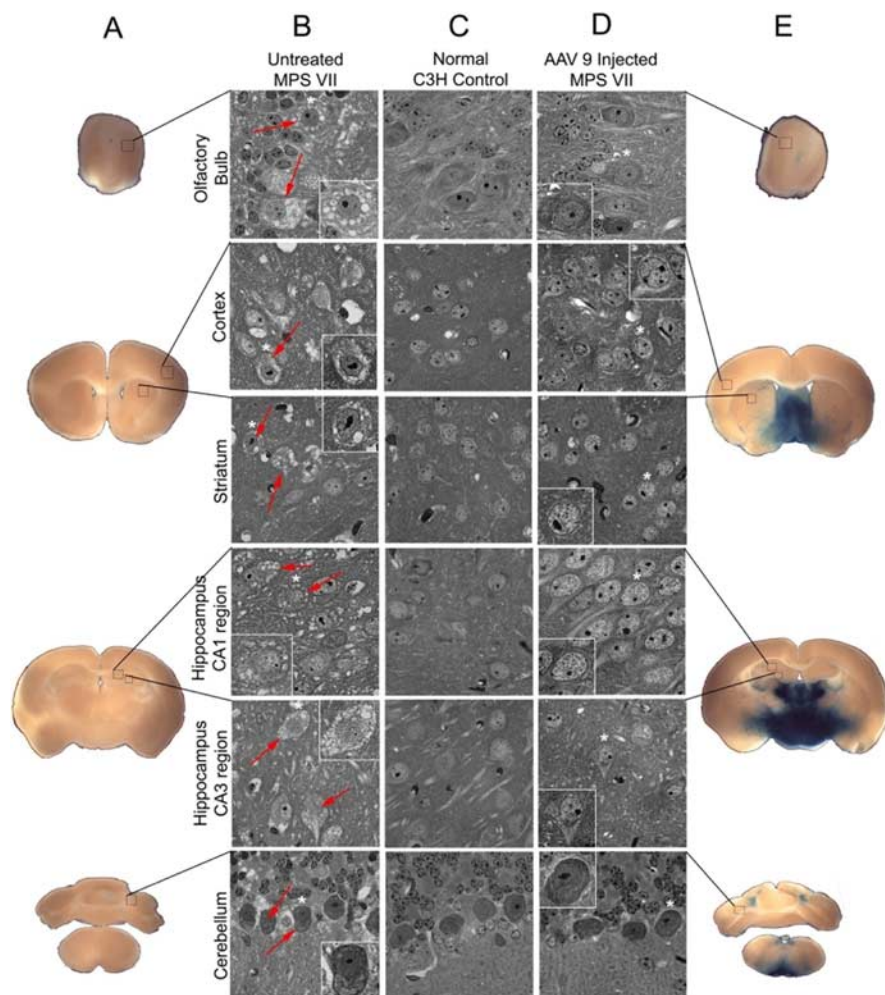 A
B
C
D
E
Untreated
MPS VII
Normal
C3H Control
AAV 9 Injected
MPS VII
Olfactory
Bulb
Cortex
Striatum
Hippocampus
CA1 region
Hippocampus
CA3 region
Cerebellum